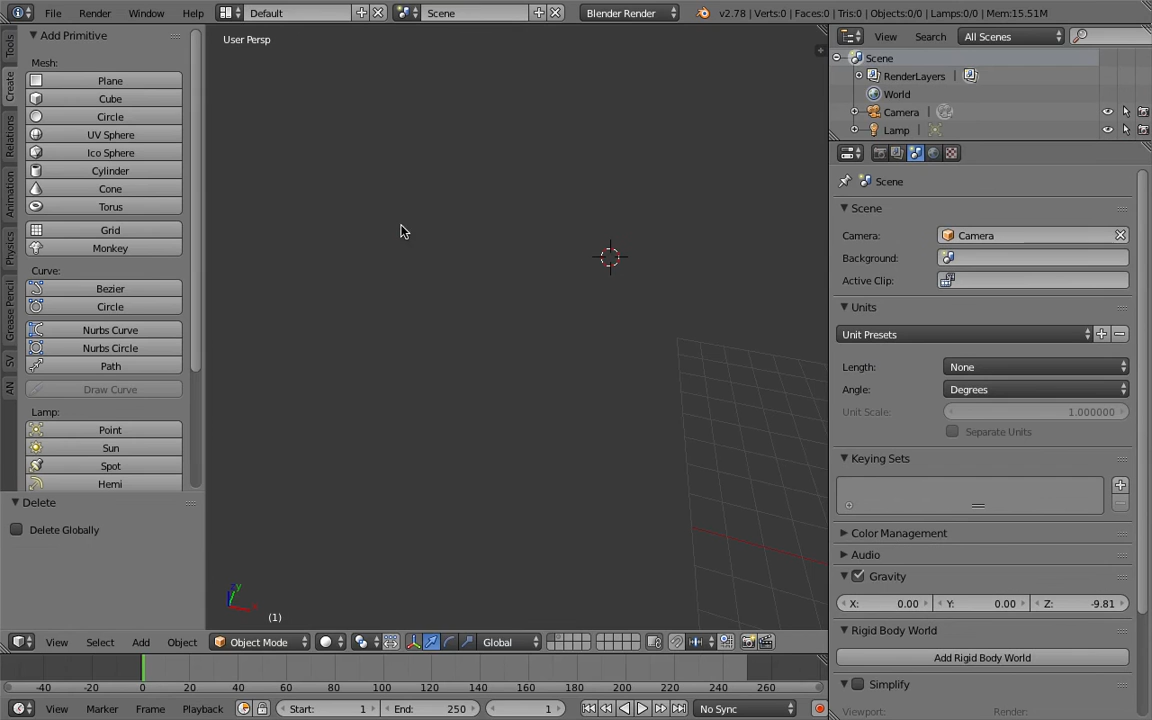 File Render Window Help Default Scene Blender Render v2.78 | Verts:0 | Faces:0 | Tris:0 | Objects:0/0 | Lamps:0/0 | Mem:15.51M
Add Primitive
Mesh:
Plane
Cube
Circle
UV Sphere
Ico Sphere
Cylinder
Cone
Torus
Grid
Monkey
Curve:
Bezier
Circle
Nurbs Curve
Nurbs Circle
Path
Draw Curve
Lamp:
Point
Sun
Spot
Hemi
Tools
Create
Relations
Animation
Physics
Grease Pencil
SV
AN
Delete
Delete Globally
User Persp
zy
(1)
View Select Add Object Object Mode Global
-40 -20 0 20 40 60 80 100 120 140 160 180 200 220 240 260
View Marker Frame Playback Start: 1 End: 250 1 No Sync
View Search All Scenes
Scene
RenderLayers
World
Camera
Lamp
Scene
Scene
Camera: Camera
Background:
Active Clip:
Units
Unit Presets
Length: None
Angle: Degrees
Unit Scale: 1.000000
Separate Units
Keying Sets
Color Management
Audio
Gravity
X: 0.00 Y: 0.00 Z: -9.81
Rigid Body World
Add Rigid Body World
Simplify
Viewport: Render: